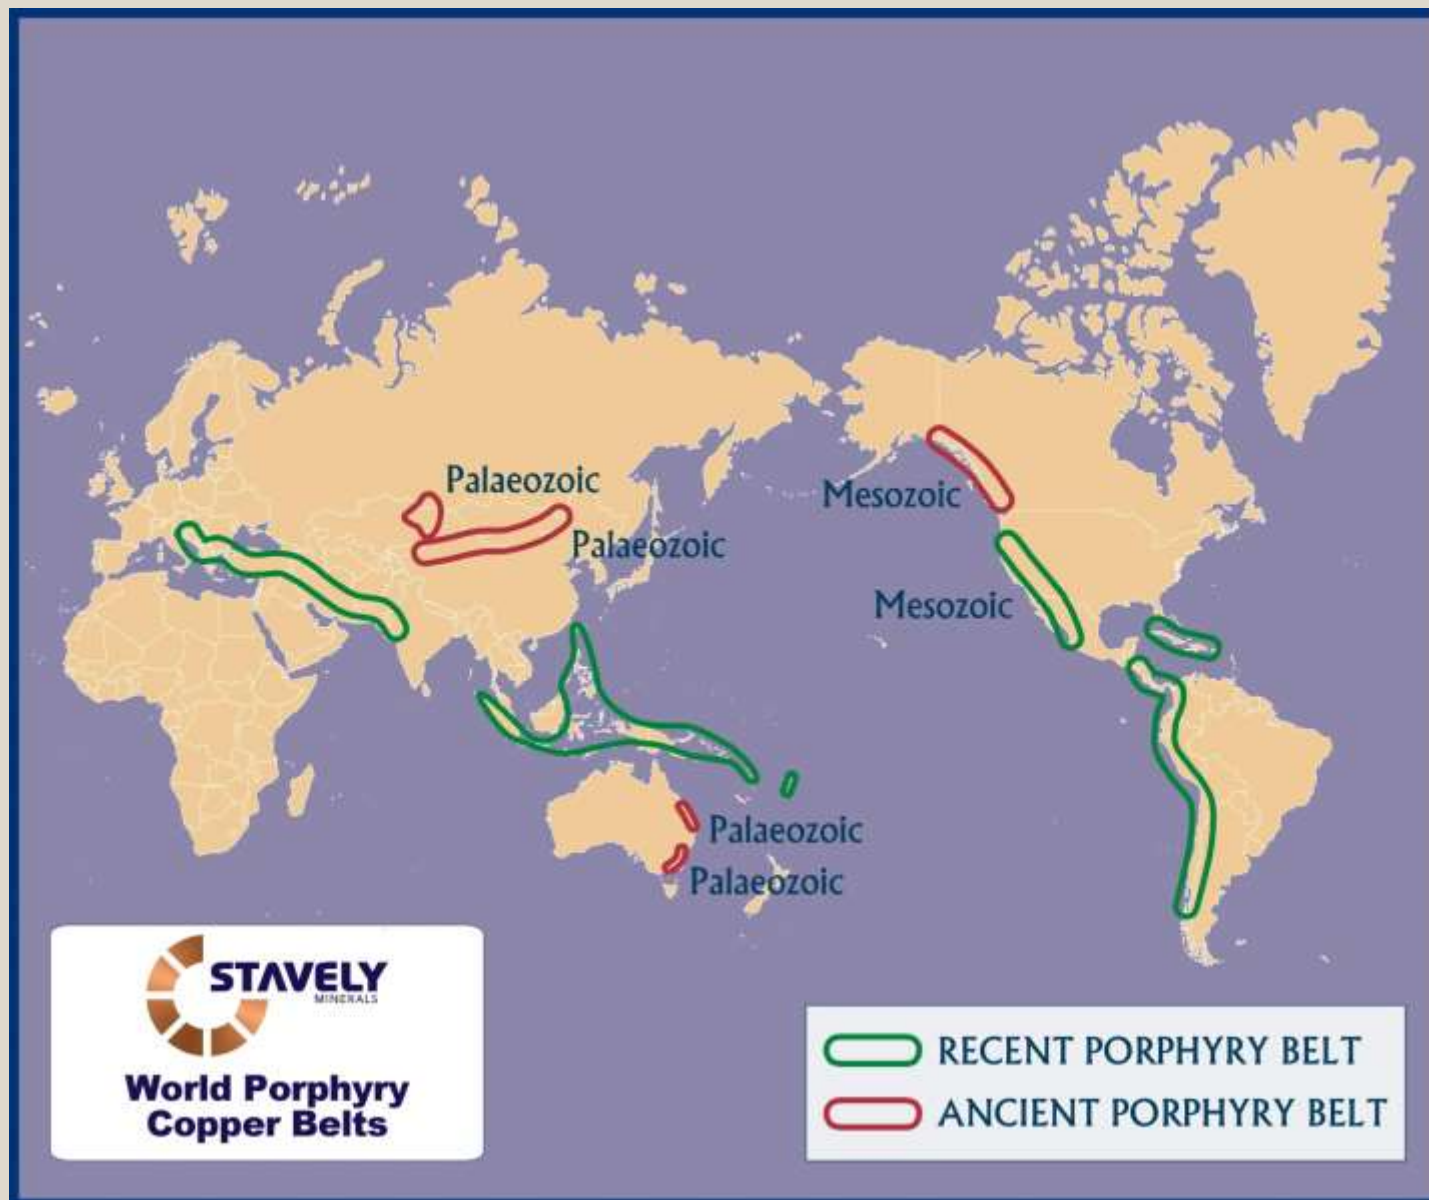 Palaeozoic
Palaeozoic
Mesozoic
Mesozoic
Palaeozoic
Palaeozoic
STAVELY
MINERALS
World Porphyry
Copper Belts
RECENT PORPHYRY BELT
ANCIENT PORPHYRY BELT